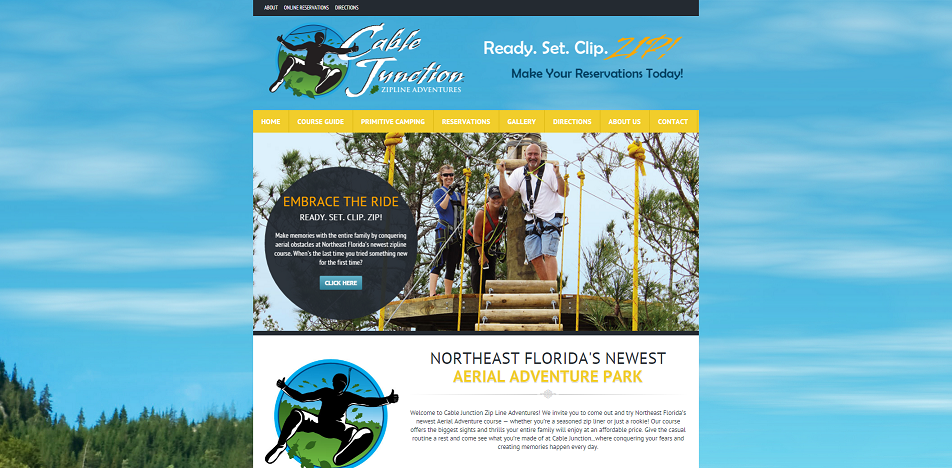 ABOUT ONLINE RESERVATIONS DIRECTIONS
Cable
Junction
ZIPLINE ADVENTURES
Ready. Set. Clip. ZIP!
Make Your Reservations Today!
HOME COURSE GUIDE PRIMITIVE CAMPING RESERVATIONS GALLERY DIRECTIONS ABOUT US CONTACT
EMBRACE THE RIDE
READY. SET. CLIP. ZIP!
Make memories with the entire family by conquering
aerial obstacles at Northeast Florida's newest zipline
course. When's the last time you tried something new
for the first time?
CLICK HERE
NORTHEAST FLORIDA'S NEWEST
AERIAL ADVENTURE PARK
Welcome to Cable Junction Zip Line Adventures! We invite you to come out and try Northeast Florida's
newest Aerial Adventure course — whether you're a seasoned zip liner or just a rookie! Our course
offers the biggest sights and thrills your entire family will enjoy at an affordable price. Give the casual
routine a rest and come see what you're made of at Cable Junction...where conquering your fears and
creating memories happen every day.